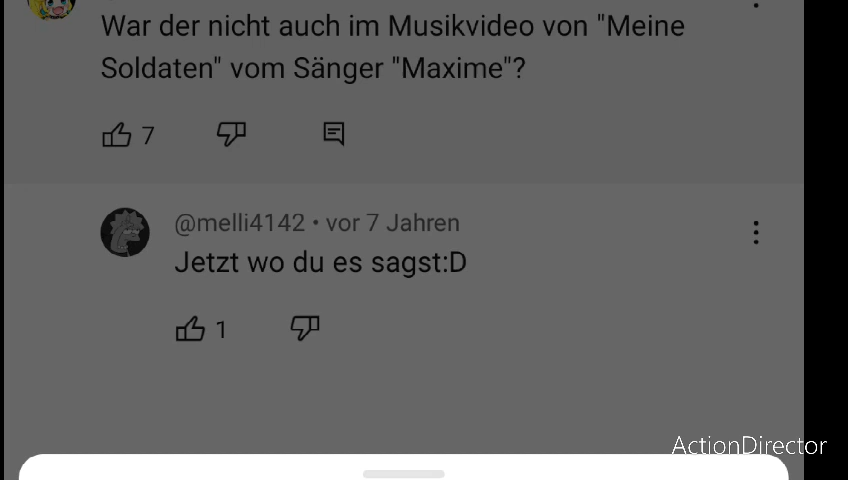 War der nicht auch im Musikvideo von "Meine
Soldaten" vom Sänger "Maxime"?
7
@melli4142 • vor 7 Jahren
Jetzt wo du es sagst:D
1
ActionDirector